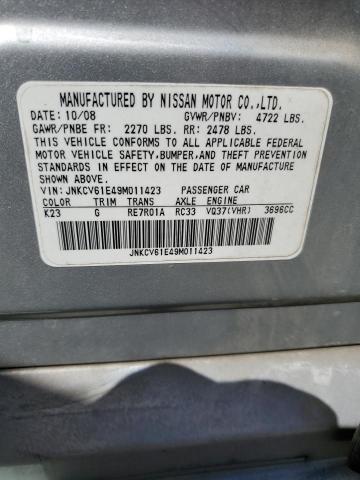 MANUFACTURED BY NISSAN MOTOR CO.,LTD.
DATE: 10/08 GVWR/PNBV: 4722 LBS.
GAWR/PNBE FR: 2270 LBS. RR: 2478 LBS.
THIS VEHICLE CONFORMS TO ALL APPLICABLE FEDERAL
MOTOR VEHICLE SAFETY,BUMPER,AND THEFT PREVENTION
STANDARDS IN EFFECT ON THE DATE OF MANUFACTURE
SHOWN ABOVE.
VIN: JNKCV61E49M011423 PASSENGER CAR
COLOR TRIM TRANS AXLE ENGINE
K23 G RE7R01A RC33 VQ37(VHR) 3696CC
JNKCV61E49M011423